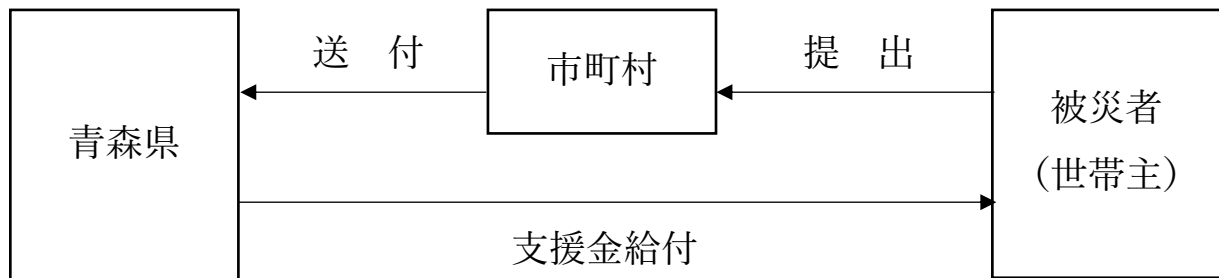 送　付
市町村
提　出
青森県
被災者
（世帯主）
支援金給付